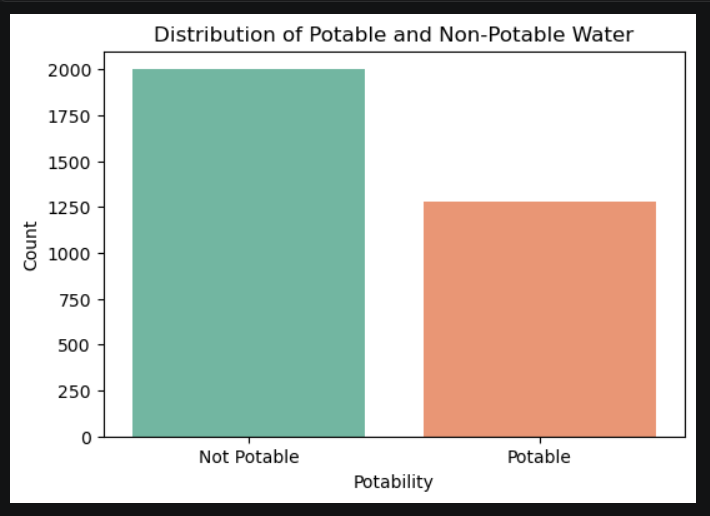 Distribution of Potable and Non-Potable Water
2000
1750
1500
1250
1000
750
500
250
0
Count
Not Potable
Potable
Potability